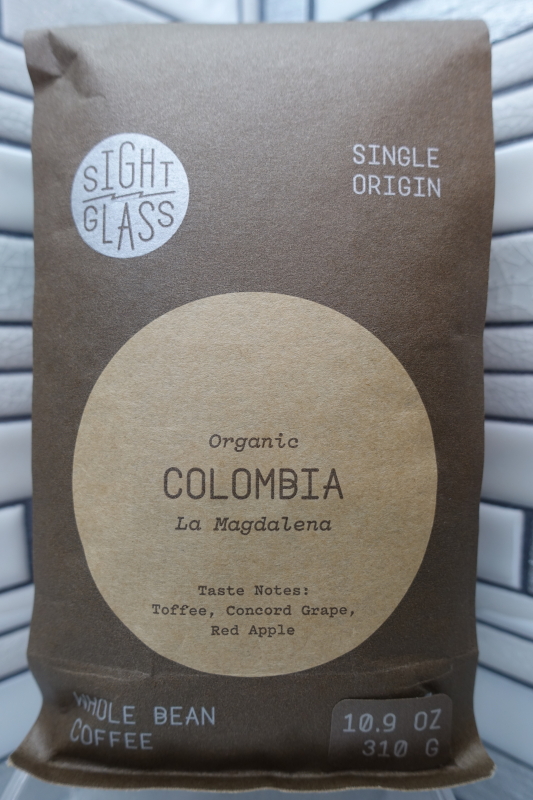 SIGHT
GLASS
SINGLE
ORIGIN
Organic
COLOMBIA
La Magdalena
Taste Notes:
Toffee, Concord Grape,
Red Apple
WHOLE BEAN
COFFEE
10.9 OZ
310 G